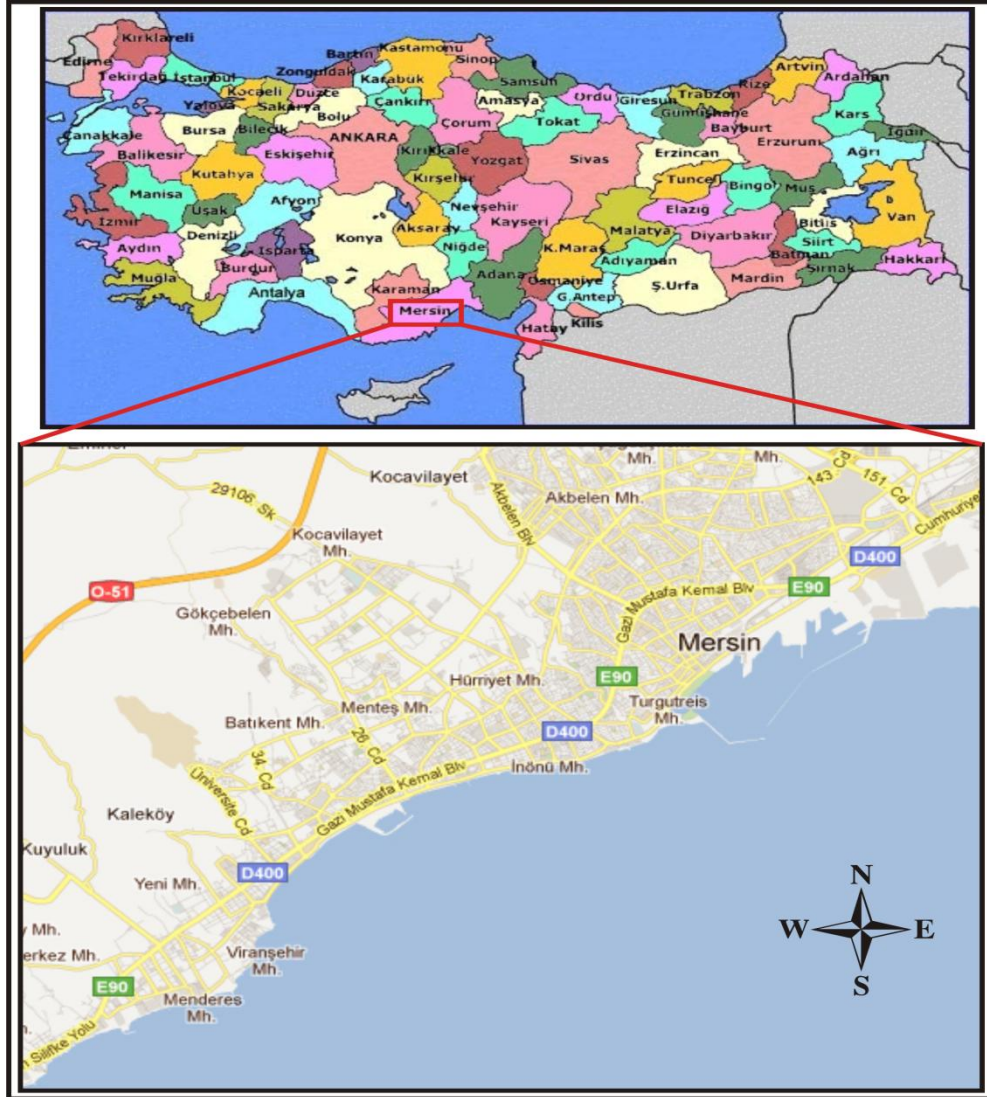 Kırklareli
Edirne
Tekirdağ
İstanbul
Kocaeli
Yalova
Sakarya
Düzce
Zonguldak
Bartın
Karabük
Kastamonu
Sinop
Samsun
Bolu
Çankırı
Amasya
Ordu
Giresun
Trabzon
Rize
Artvin
Ardahan
Kars
Iğdır
Gümüşhane
Bayburt
Çanakkale
Bursa
Bilecik
ANKARA
Çorum
Tokat
Erzurum
Ağrı
Balıkesir
Eskişehir
Kırıkkale
Yozgat
Sivas
Erzincan
Kutahya
Kırşehir
Tunceli
Bingöl
Muş
Manisa
Uşak
Afyon
Nevşehir
Kayseri
Malatya
Elazığ
Bitlis
Van
İzmir
Denizli
Isparta
Konya
Aksaray
Niğde
K.Maraş
Adıyaman
Diyarbakır
Batman
Siirt
Aydın
Burdur
Adana
Osmaniye
Ş.Urfa
Mardin
Şırnak
Hakkari
Muğla
Antalya
Karaman
Mersin
G.Antep
Hatay
Kilis
Kocavilayet
Akbelen Blv
Akbelen Mh.
Mh.
Mh.
143. Cd
151. Cd
Cumhuriye
29106. Sk
Kocavilayet
Mh.
D400
O-51
Gazi Mustafa Kemal Blv
E90
Gökçebelen
Mh.
Mersin
Hürriyet Mh.
E90
Menteş Mh.
Turgutreis
Mh.
Batıkent Mh.
D400
34. Cd
26. Cd
İnönü Mh.
Üniversite Cd
Gazi Mustafa Kemal Blv
Kaleköy
Kuyuluk
D400
Yeni Mh.
N
W
E
S
Mh.
erkez Mh.
Viranşehir
Mh.
E90
Menderes
Mh.
Silifke Yolu